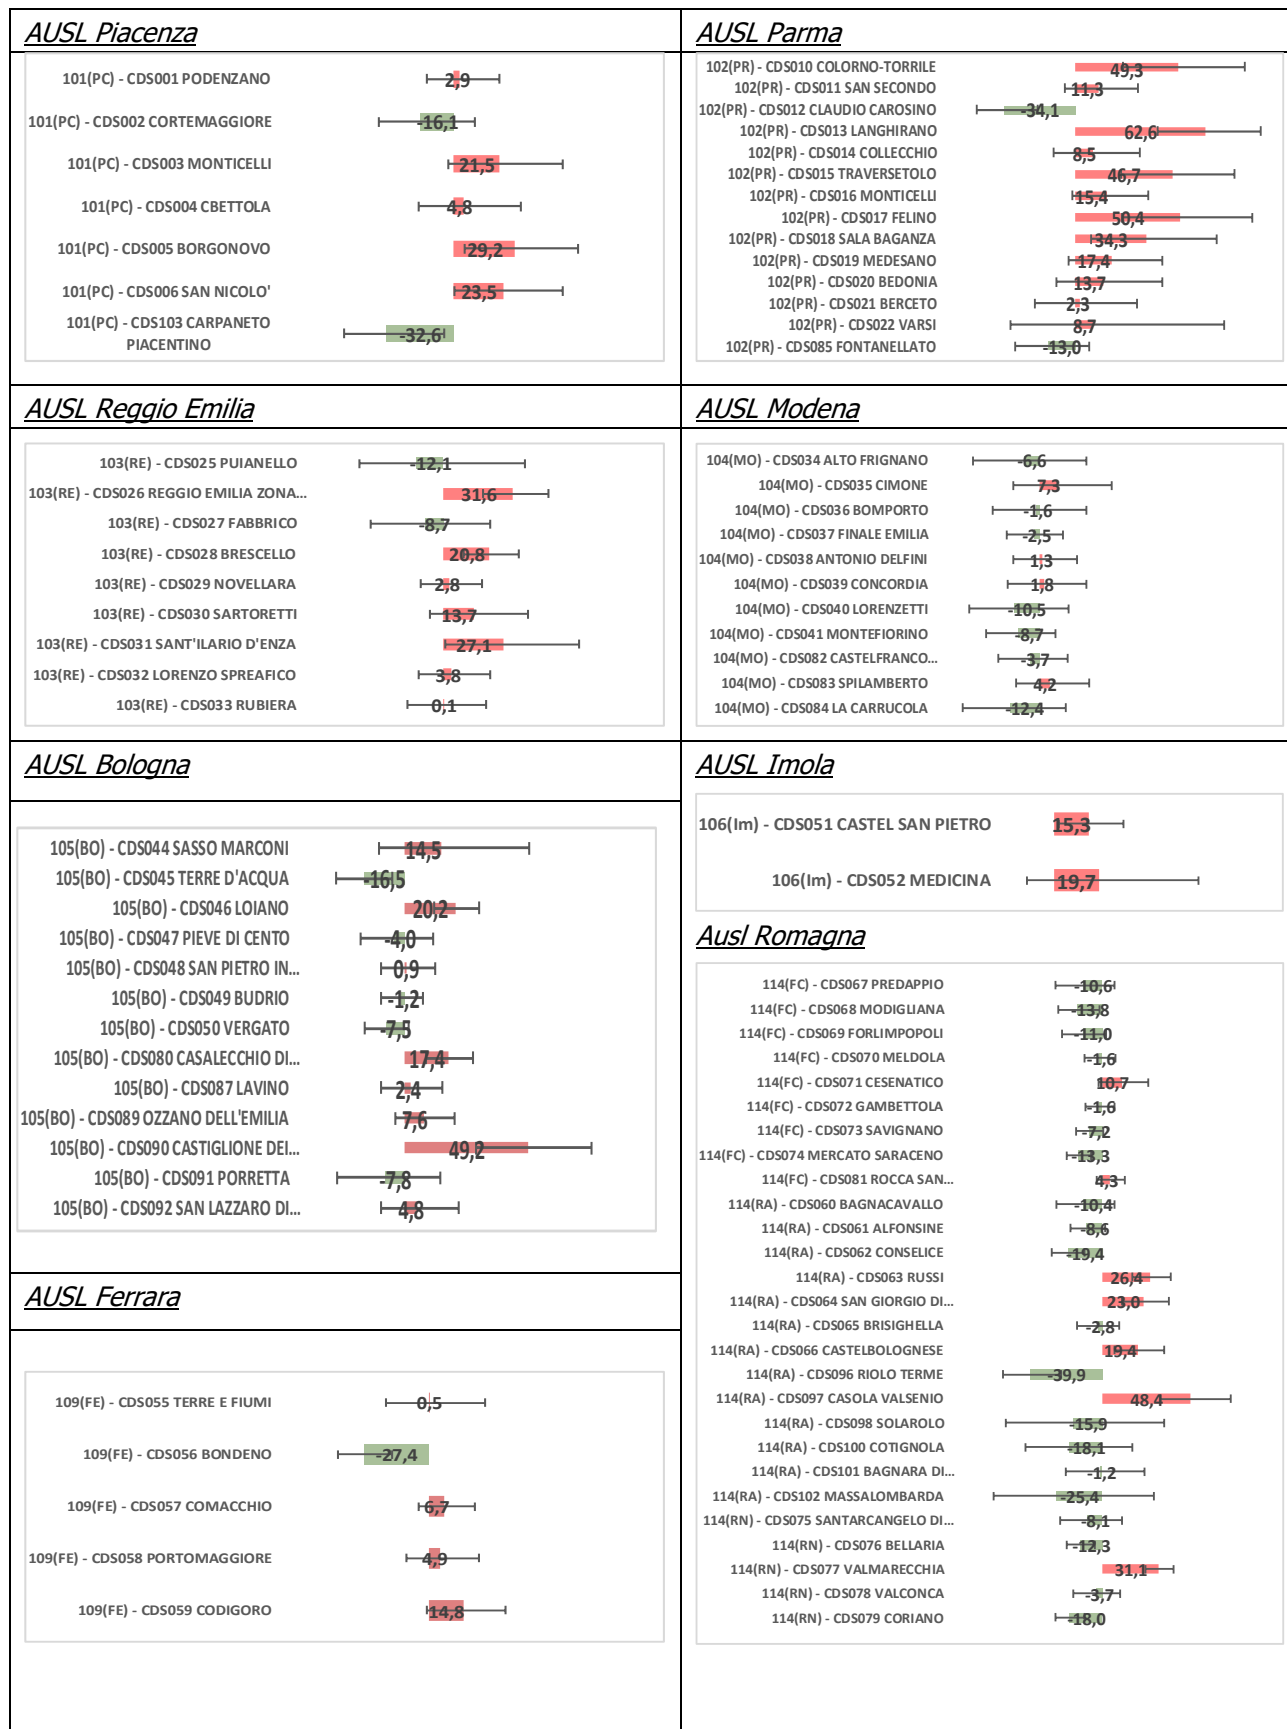 AUSL Piacenza
101(PC) - CDS001 PODENZANO 2,9
101(PC) - CDS002 CORTEMAGGIORE -16,1
101(PC) - CDS003 MONTICELLI 21,5
101(PC) - CDS004 CBETTOLA 4,8
101(PC) - CDS005 BORGONOVO 29,2
101(PC) - CDS006 SAN NICOLO' 23,5
101(PC) - CDS103 CARPANETO
PIACENTINO -32,6
AUSL Parma
102(PR) - CDS010 COLORNO-TORRILE 49,3
102(PR) - CDS011 SAN SECONDO 11,3
102(PR) - CDS012 CLAUDIO CAROSINO -34,1
102(PR) - CDS013 LANGHIRANO 62,6
102(PR) - CDS014 COLLECCHIO 8,5
102(PR) - CDS015 TRAVERSETOLO 46,7
102(PR) - CDS016 MONTICELLI 15,4
102(PR) - CDS017 FELINO 50,4
102(PR) - CDS018 SALA BAGANZA 34,3
102(PR) - CDS019 MEDESANO 17,4
102(PR) - CDS020 BEDONIA 13,7
102(PR) - CDS021 BERCETO 2,3
102(PR) - CDS022 VARSI 8,7
102(PR) - CDS085 FONTANELLATO -13,0
AUSL Reggio Emilia
103(RE) - CDS025 PUIANELLO -12,1
103(RE) - CDS026 REGGIO EMILIA ZONA... 31,6
103(RE) - CDS027 FABBRICO -8,7
103(RE) - CDS028 BRESCELLO 20,8
103(RE) - CDS029 NOVELLARA 2,8
103(RE) - CDS030 SARTORETTI 13,7
103(RE) - CDS031 SANT'ILARIO D'ENZA 27,1
103(RE) - CDS032 LORENZO SPREAFICO 3,8
103(RE) - CDS033 RUBIERA 0,1
AUSL Modena
104(MO) - CDS034 ALTO FRIGNANO -6,6
104(MO) - CDS035 CIMONE 7,3
104(MO) - CDS036 BOMPORTO -1,6
104(MO) - CDS037 FINALE EMILIA -2,5
104(MO) - CDS038 ANTONIO DELFINI 1,3
104(MO) - CDS039 CONCORDIA 1,8
104(MO) - CDS040 LORENZETTI -10,5
104(MO) - CDS041 MONTEFIORINO -8,7
104(MO) - CDS082 CASTELFRANCO... -3,7
104(MO) - CDS083 SPILAMBERTO 4,2
104(MO) - CDS084 LA CARRUCOLA -12,4
AUSL Bologna
105(BO) - CDS044 SASSO MARCONI 14,5
105(BO) - CDS045 TERRE D'ACQUA -16,5
105(BO) - CDS046 LOIANO 20,2
105(BO) - CDS047 PIEVE DI CENTO -4,0
105(BO) - CDS048 SAN PIETRO IN... 0,9
105(BO) - CDS049 BUDRIO -1,2
105(BO) - CDS050 VERGATO -7,5
105(BO) - CDS080 CASALECCHIO DI... 17,4
105(BO) - CDS087 LAVINO 2,4
105(BO) - CDS089 OZZANO DELL'EMILIA 7,6
105(BO) - CDS090 CASTIGLIONE DEI... 49,2
105(BO) - CDS091 PORRETTA -7,8
105(BO) - CDS092 SAN LAZZARO DI... 4,8
AUSL Imola
106(Im) - CDS051 CASTEL SAN PIETRO 15,3
106(Im) - CDS052 MEDICINA 19,7
Ausl Romagna
114(FC) - CDS067 PREDAPPIO -10,6
114(FC) - CDS068 MODIGLIANA -13,8
114(FC) - CDS069 FORLIMPOPOLI -11,0
114(FC) - CDS070 MELDOLA -1,6
114(FC) - CDS071 CESENATICO 10,7
114(FC) - CDS072 GAMBETTOLA -1,6
114(FC) - CDS073 SAVIGNANO -7,2
114(FC) - CDS074 MERCATO SARACENO -13,3
114(FC) - CDS081 ROCCA SAN... 4,3
114(RA) - CDS060 BAGNACAVALLO -10,4
114(RA) - CDS061 ALFONSINE -8,6
114(RA) - CDS062 CONSELICE -19,4
114(RA) - CDS063 RUSSI 26,4
114(RA) - CDS064 SAN GIORGIO DI... 23,0
114(RA) - CDS065 BRISIGHELLA -2,8
114(RA) - CDS066 CASTELBOLOGNESE 19,4
114(RA) - CDS096 RIOLO TERME -39,9
114(RA) - CDS097 CASOLA VALSENIO 48,4
114(RA) - CDS098 SOLAROLO -15,9
114(RA) - CDS100 COTIGNOLA -18,1
114(RA) - CDS101 BAGNARA DI... -1,2
114(RA) - CDS102 MASSALOMBARDA -25,4
114(RN) - CDS075 SANTARCANGELO DI... -8,1
114(RN) - CDS076 BELLARIA -12,3
114(RN) - CDS077 VALMARECCHIA 31,1
114(RN) - CDS078 VALCONCA -3,7
114(RN) - CDS079 CORIANO -18,0
AUSL Ferrara
109(FE) - CDS055 TERRE E FIUMI 0,5
109(FE) - CDS056 BONDENO -27,4
109(FE) - CDS057 COMACCHIO 6,7
109(FE) - CDS058 PORTOMAGGIORE 4,9
109(FE) - CDS059 CODIGORO 14,8